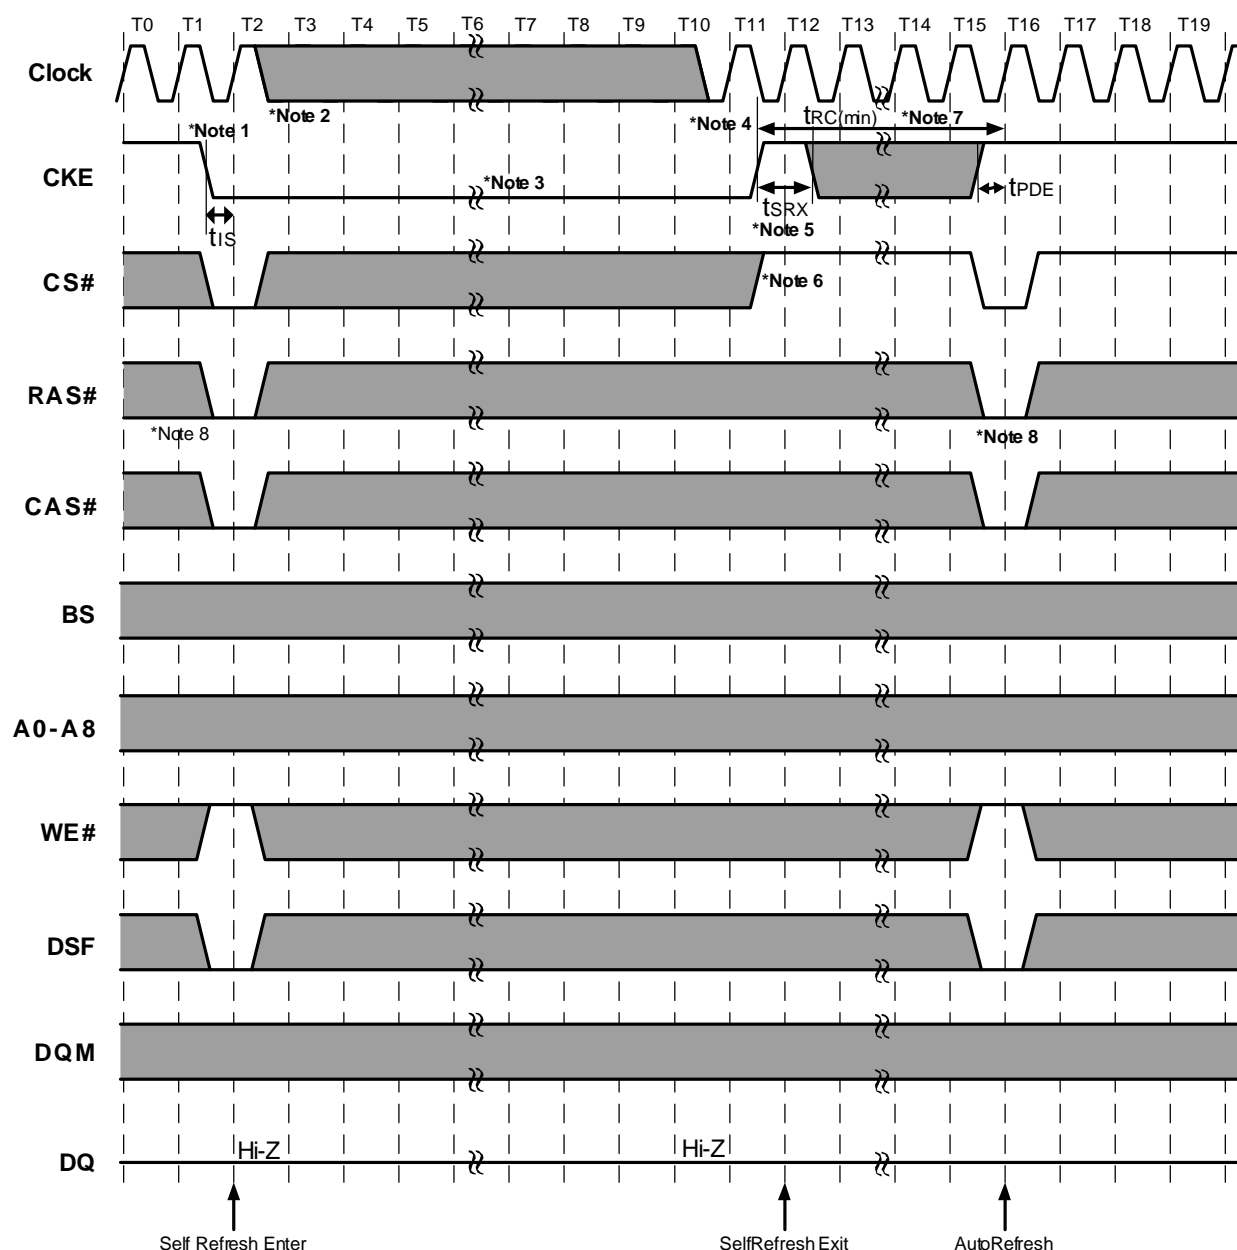 T0 T1 T2 T3 T4 T5 T6 T7 T8 T9 T10 T11 T12 T13 T14 T15 T16 T17 T18 T19
Clock
*Note 1
*Note 2
*Note 4
tRC(min)
*Note 7
CKE
*Note 3
tIS
tSRX
tPDE
*Note 5
CS#
*Note 6
RAS#
*Note 8
*Note 8
CAS#
BS
A0-A8
WE#
DSF
DQM
DQ
Hi-Z
Hi-Z
Self Refresh Enter
SelfRefresh Exit
AutoRefresh